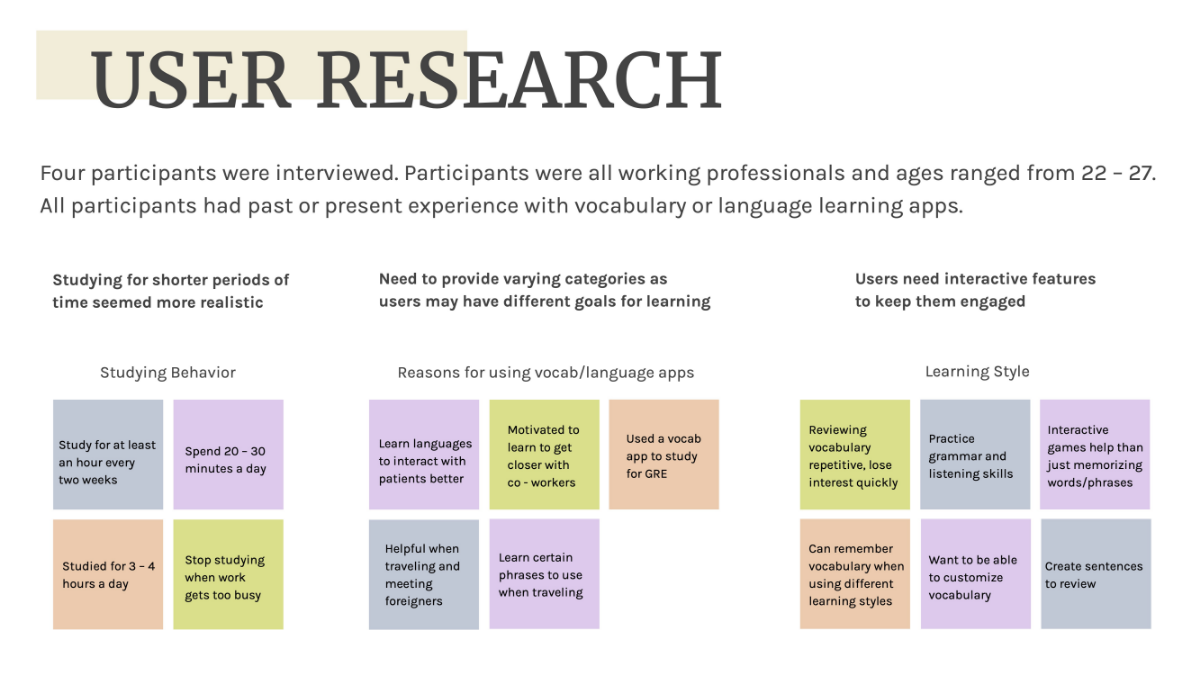 USER RESEARCH
Four participants were interviewed. Participants were all working professionals and ages ranged from 22 – 27.
All participants had past or present experience with vocabulary or language learning apps.
Studying for shorter periods of
time seemed more realistic
Need to provide varying categories as
users may have different goals for learning
Users need interactive features
to keep them engaged
Studying Behavior
Study for at least
an hour every
two weeks
Spend 20 – 30
minutes a day
Studied for 3 – 4
hours a day
Stop studying
when work
gets too busy
Reasons for using vocab/language apps
Learn languages
to interact with
patients better
Motivated to
learn to get
closer with
co - workers
Used a vocab
app to study
for GRE
Helpful when
traveling and
meeting
foreigners
Learn certain
phrases to use
when traveling
Learning Style
Reviewing
vocabulary
repetitive, lose
interest quickly
Practice
grammar and
listening skills
Interactive
games help than
just memorizing
words/phrases
Can remember
vocabulary when
using different
learning styles
Want to be able
to customize
vocabulary
Create sentences
to review